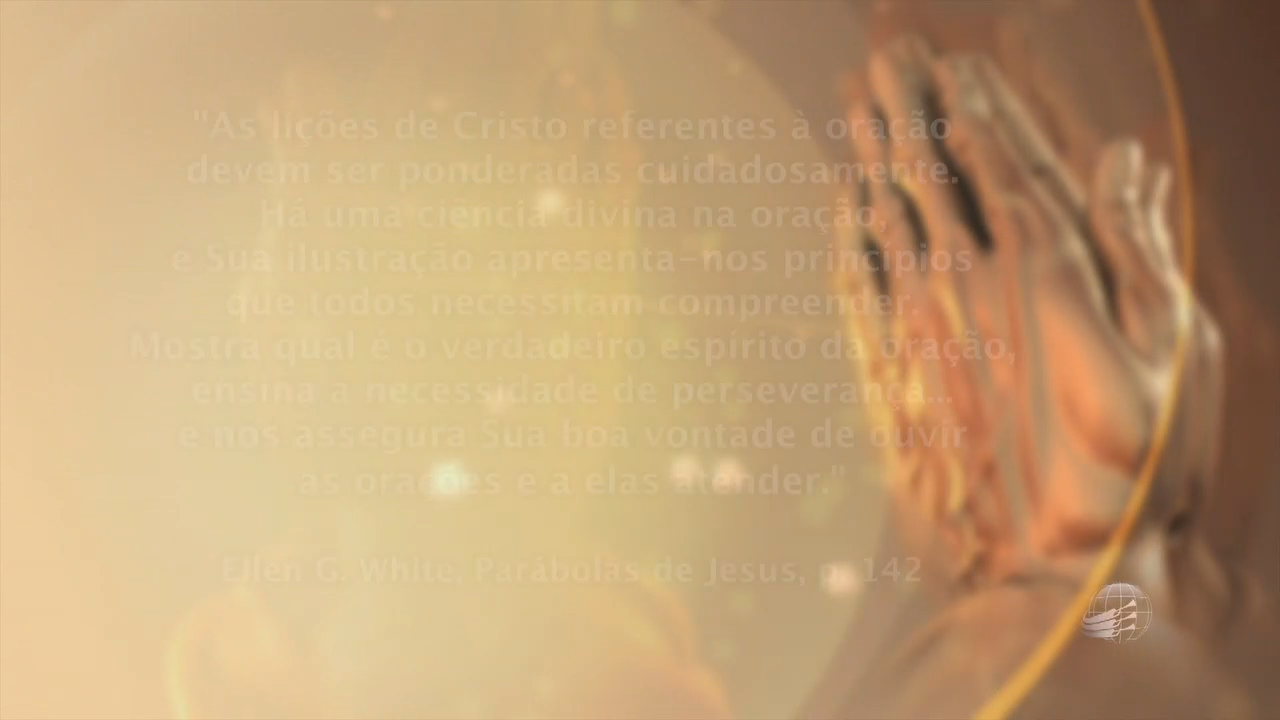 "As lições de Cristo referentes à oração
devem ser ponderadas cuidadosamente.
Há uma ciência divina na oração,
e Sua ilustração apresenta-nos princípios
que todos necessitam compreender.
Mostra qual é o verdadeiro espírito da oração,
ensina a necessidade de perseverança...
e nos assegura Sua boa vontade de ouvir
as orações e a elas atender."
Ellen G. White, Parábolas de Jesus, p. 142